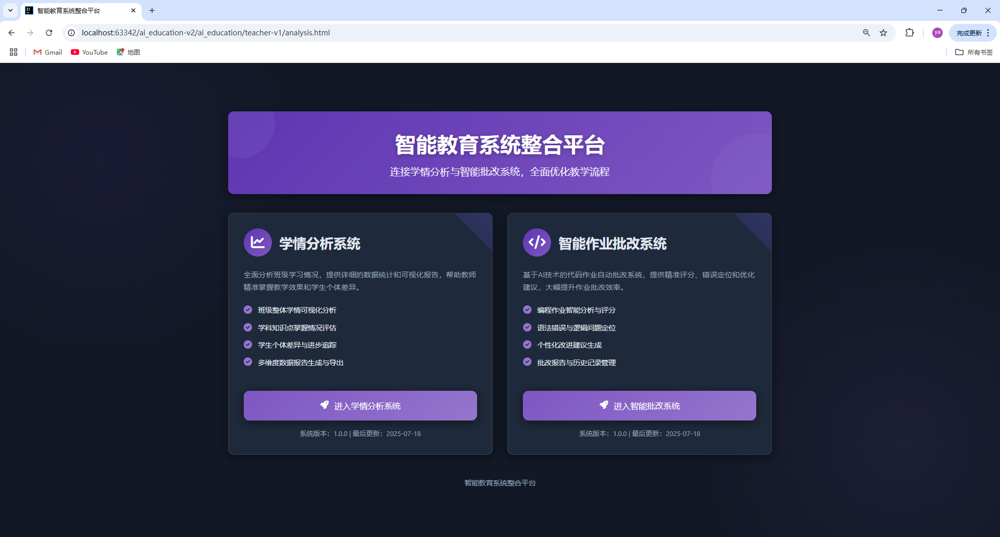 智能教育系统整合平台
localhost:63342/ai_education-v2/ai_education/teacher-v1/analysis.html
ya
完成更新
Gmail
YouTube
地图
所有书签
智能教育系统整合平台
连接学情分析与智能批改系统，全面优化教学流程
学情分析系统
全面分析班级学习情况，提供详细的数据统计和可视化报告，帮助教师
精准掌握教学效果和学生个体差异。
班级整体学情可视化分析
学科知识点掌握情况评估
学生个体差异与进步追踪
多维度数据报告生成与导出
进入学情分析系统
系统版本：1.0.0 | 最后更新：2025-07-18
智能作业批改系统
基于AI技术的代码作业自动批改系统，提供精准评分、错误定位和优化
建议，大幅提升作业批改效率。
编程作业智能分析与评分
语法错误与逻辑问题定位
个性化改进建议生成
批改报告与历史记录管理
进入智能批改系统
系统版本：1.0.0 | 最后更新：2025-07-18
智能教育系统整合平台